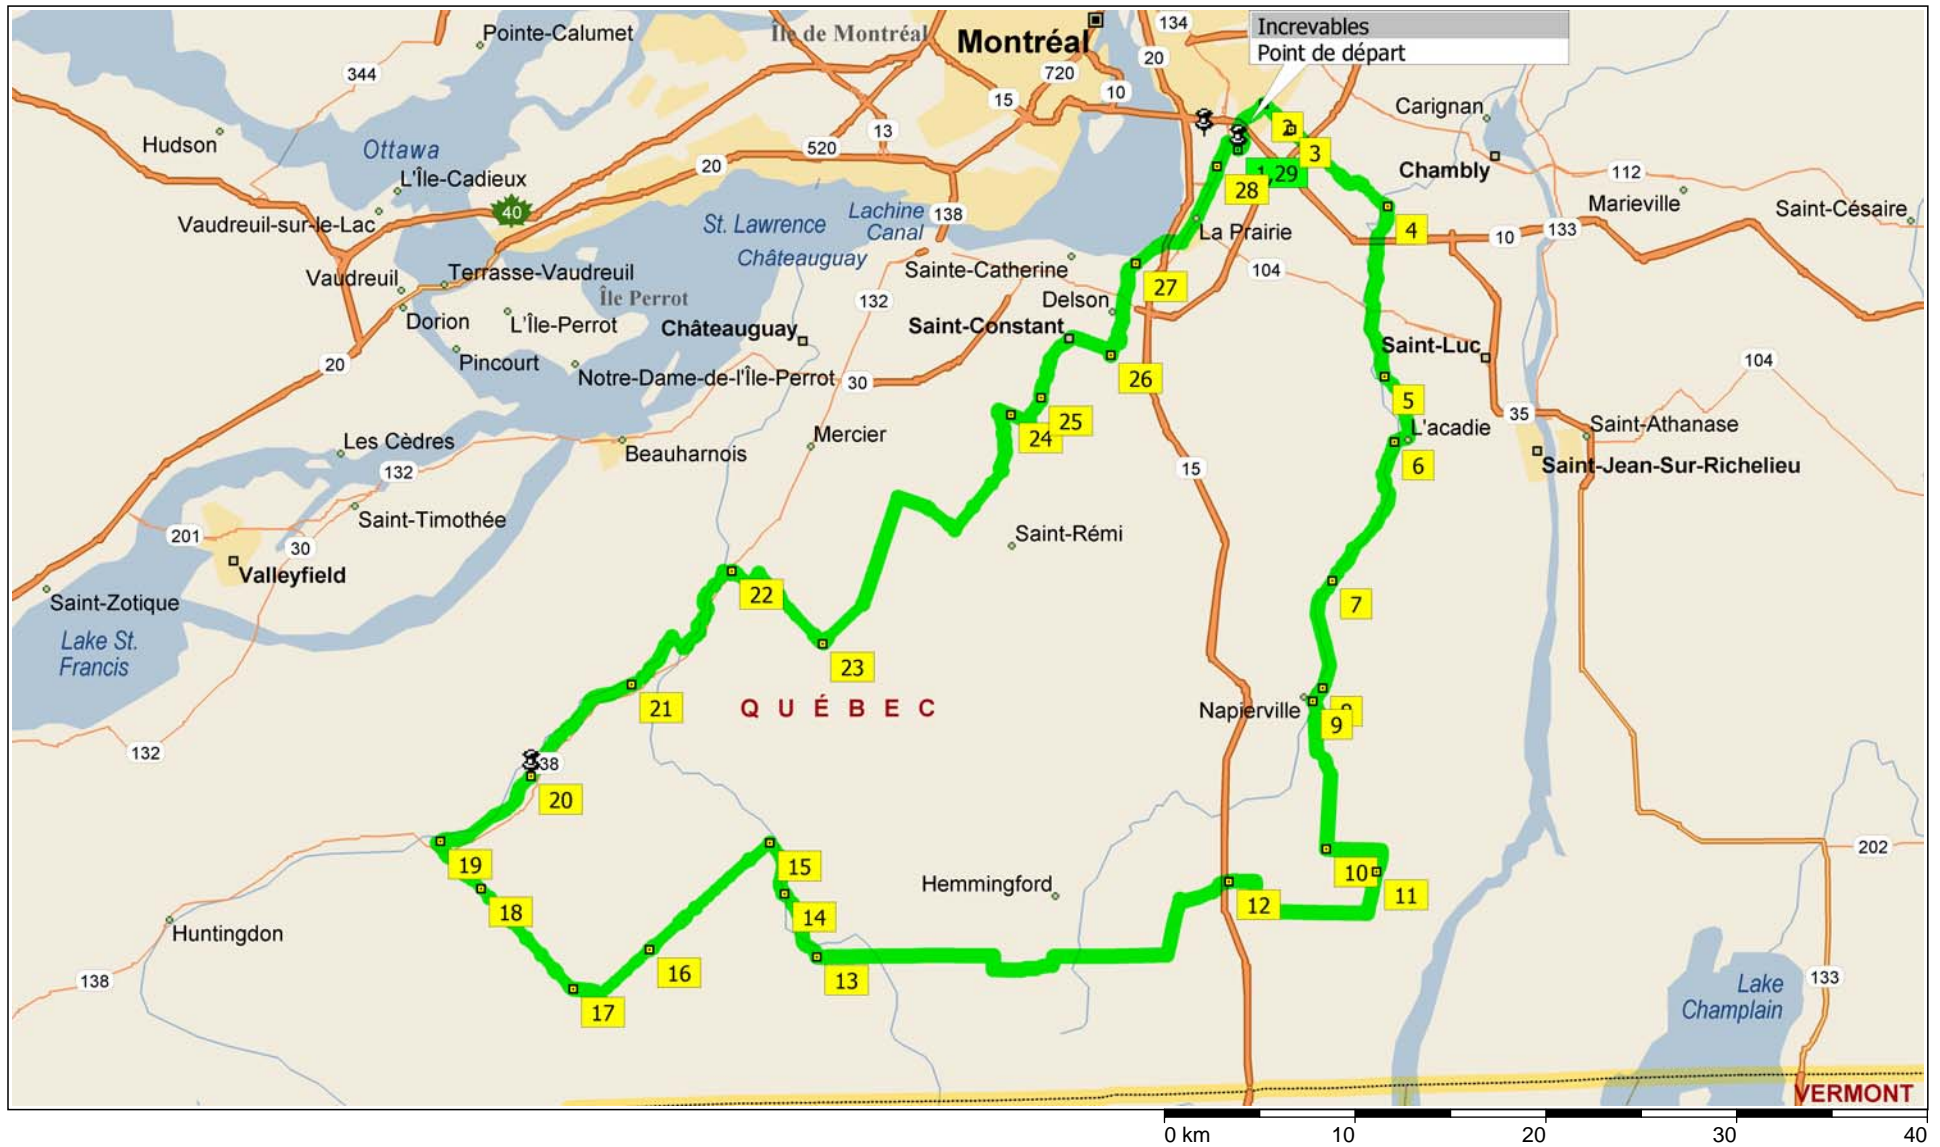 Pointe-Calumet
Île de Montréal
Montréal
134
Increvables
Point de départ
20
344
720
15
10
Carignan
Hudson
Ottawa
13
520
2
3
Chambly
112
L'Île-Cadieux
20
1,29
28
Marieville
Saint-Césaire
40
Vaudreuil-sur-le-Lac
St. Lawrence
Lachine
Canal
138
La Prairie
4
10
133
Châteauguay
Vaudreuil
Terrasse-Vaudreuil
Sainte-Catherine
104
Île Perrot
132
27
Delson
Dorion
L'Île-Perrot
Châteauguay
Saint-Constant
Saint-Luc
20
Pincourt
Notre-Dame-de-l'Île-Perrot
30
26
104
5
35
Les Cèdres
Mercier
25
24
L'acadie
Saint-Athanase
132
Beauharnois
15
6
Saint-Jean-Sur-Richelieu
Saint-Timothée
201
30
Saint-Rémi
Valleyfield
Saint-Zotique
22
7
Lake St.
Francis
23
21
QUÉBEC
Napierville
8
9
132
38
20
19
15
202
10
Hemmingford
11
18
14
12
Huntingdon
138
16
13
133
17
Lake
Champlain
VERMONT
0 km
10
20
30
40